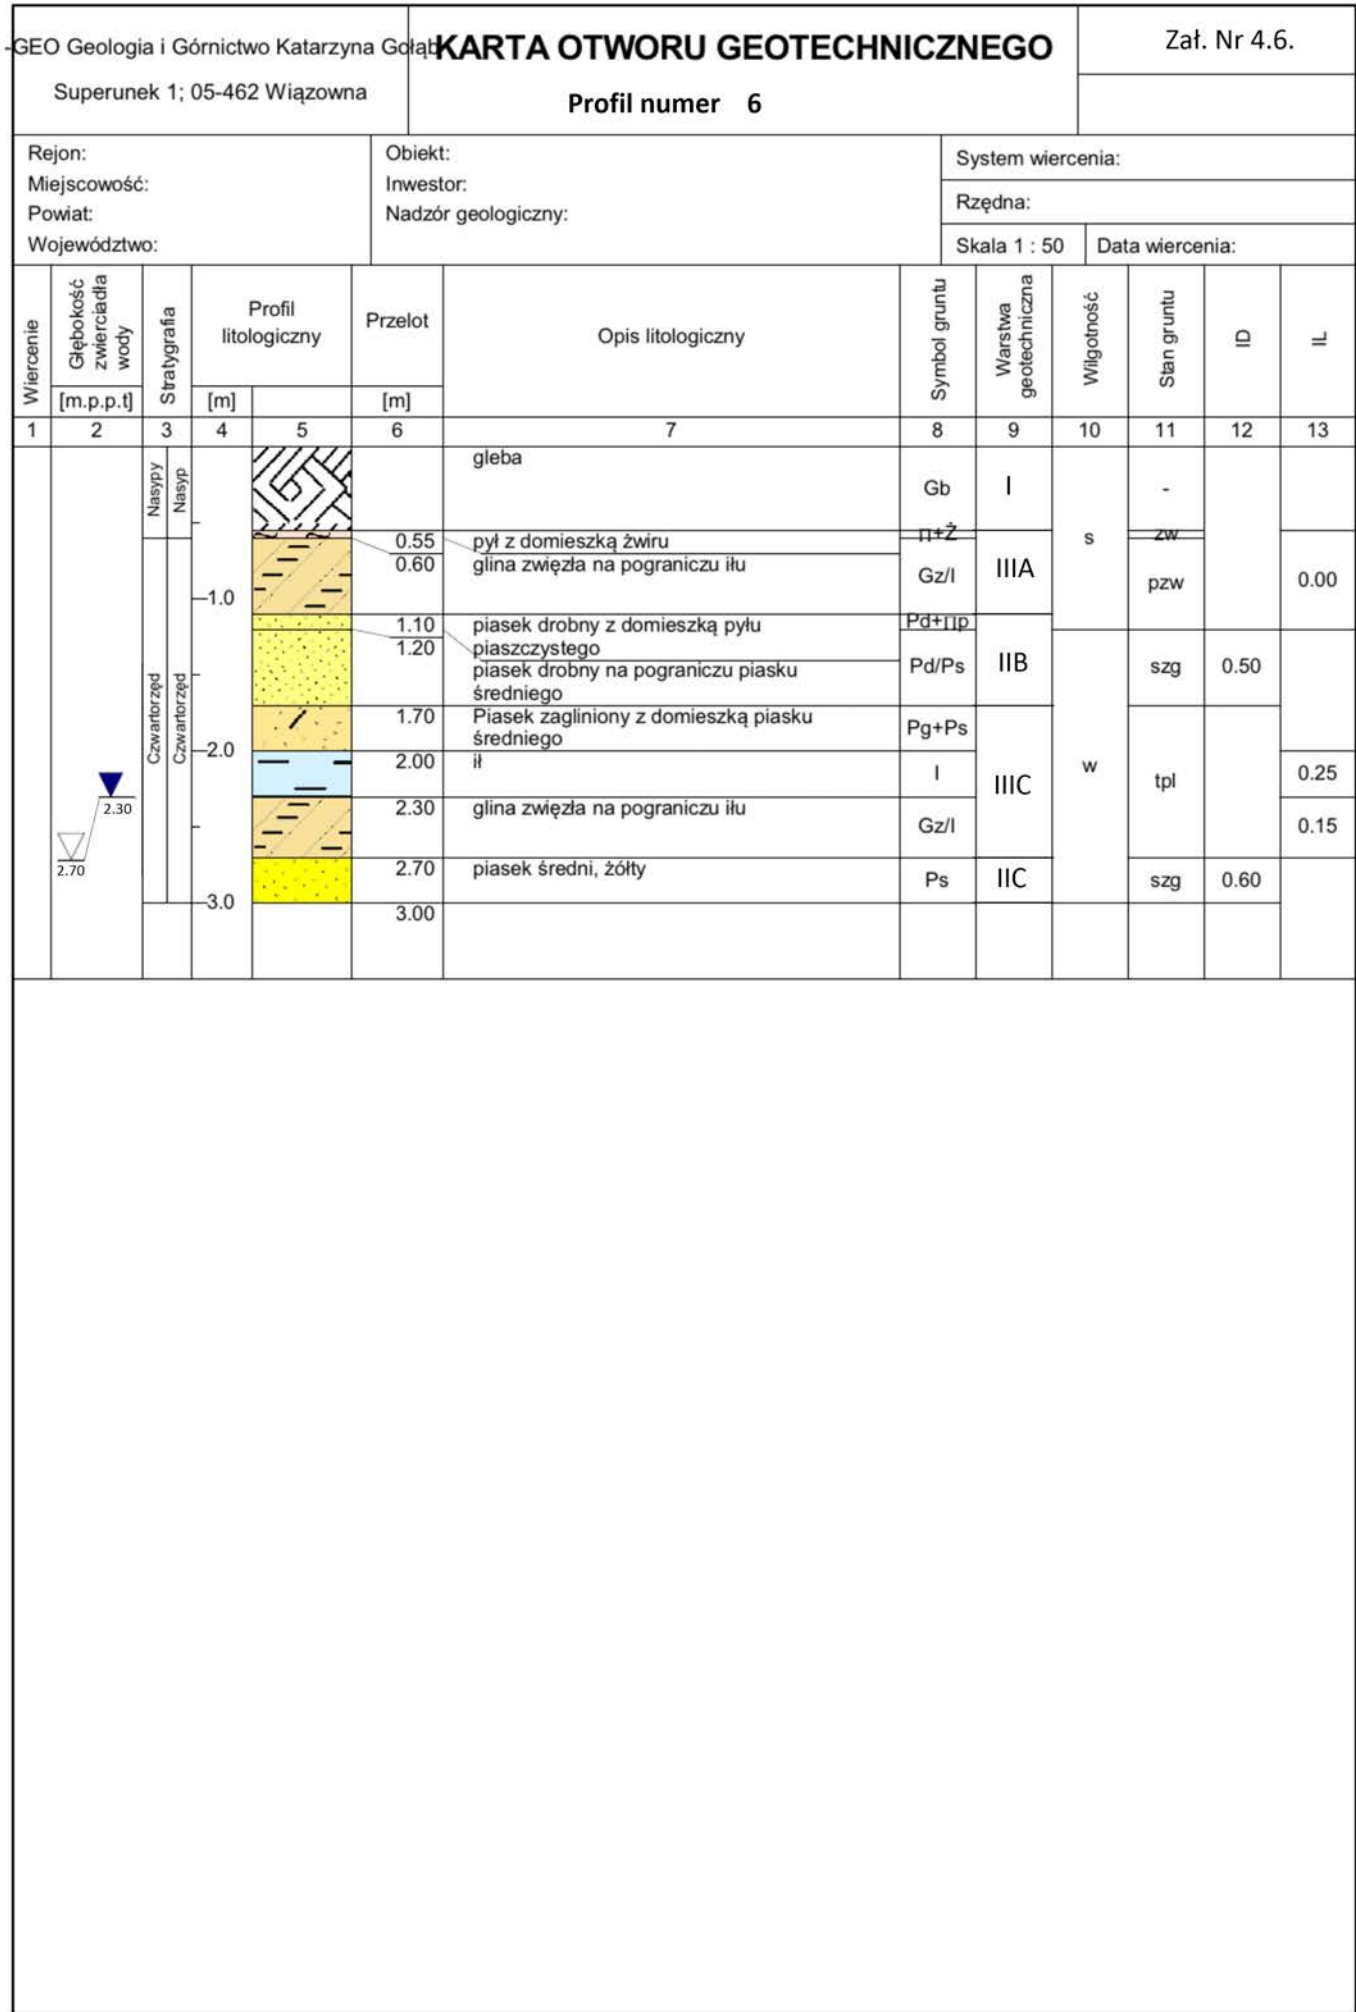 -GEO Geologia i Górnictwo Katarzyna Gołąb
Superunek 1; 05-462 Wiązowna
KARTA OTWORU GEOTECHNICZNEGO
Profil numer 6
Zał. Nr 4.6.
Rejon:
Miejscowość:
Powiat:
Województwo:
Obiekt:
Inwestor:
Nadzór geologiczny:
System wiercenia:
Rzędna:
Skala 1 : 50
Data wiercenia:
Wiercenie
Głębokość
zwierciadła
wody
[m.p.p.t]
Stratygrafia
Profil
litologiczny
[m]
Przelot
[m]
Opis litologiczny
Symbol gruntu
Warstwa
geotechniczna
Wilgotność
Stan gruntu
ID
IL
1 2 3 4 5 6 7 8 9 10 11 12 13
Nasypy
Nasyp
gleba
Gb I -
0.55 pył z domieszką żwiru Π+Ż zw
s
0.60 glina zwięzła na pograniczu iłu Gz/I IIIA pzw 0.00
1.0
1.10 piasek drobny z domieszką pyłu
piaszczystego
Pd+Πp
1.20 piasek drobny na pograniczu piasku
średniego
Pd/Ps IIB szg 0.50
Czwartorzęd
Czwartorzęd
1.70 Piasek zagliniony z domieszką piasku
średniego
Pg+Ps
2.0
2.00 ił I IIIC w tpl 0.25
2.30
2.30 glina zwięzła na pograniczu iłu Gz/I 0.15
2.70
2.70 piasek średni, żółty Ps IIC szg 0.60
3.0
3.00